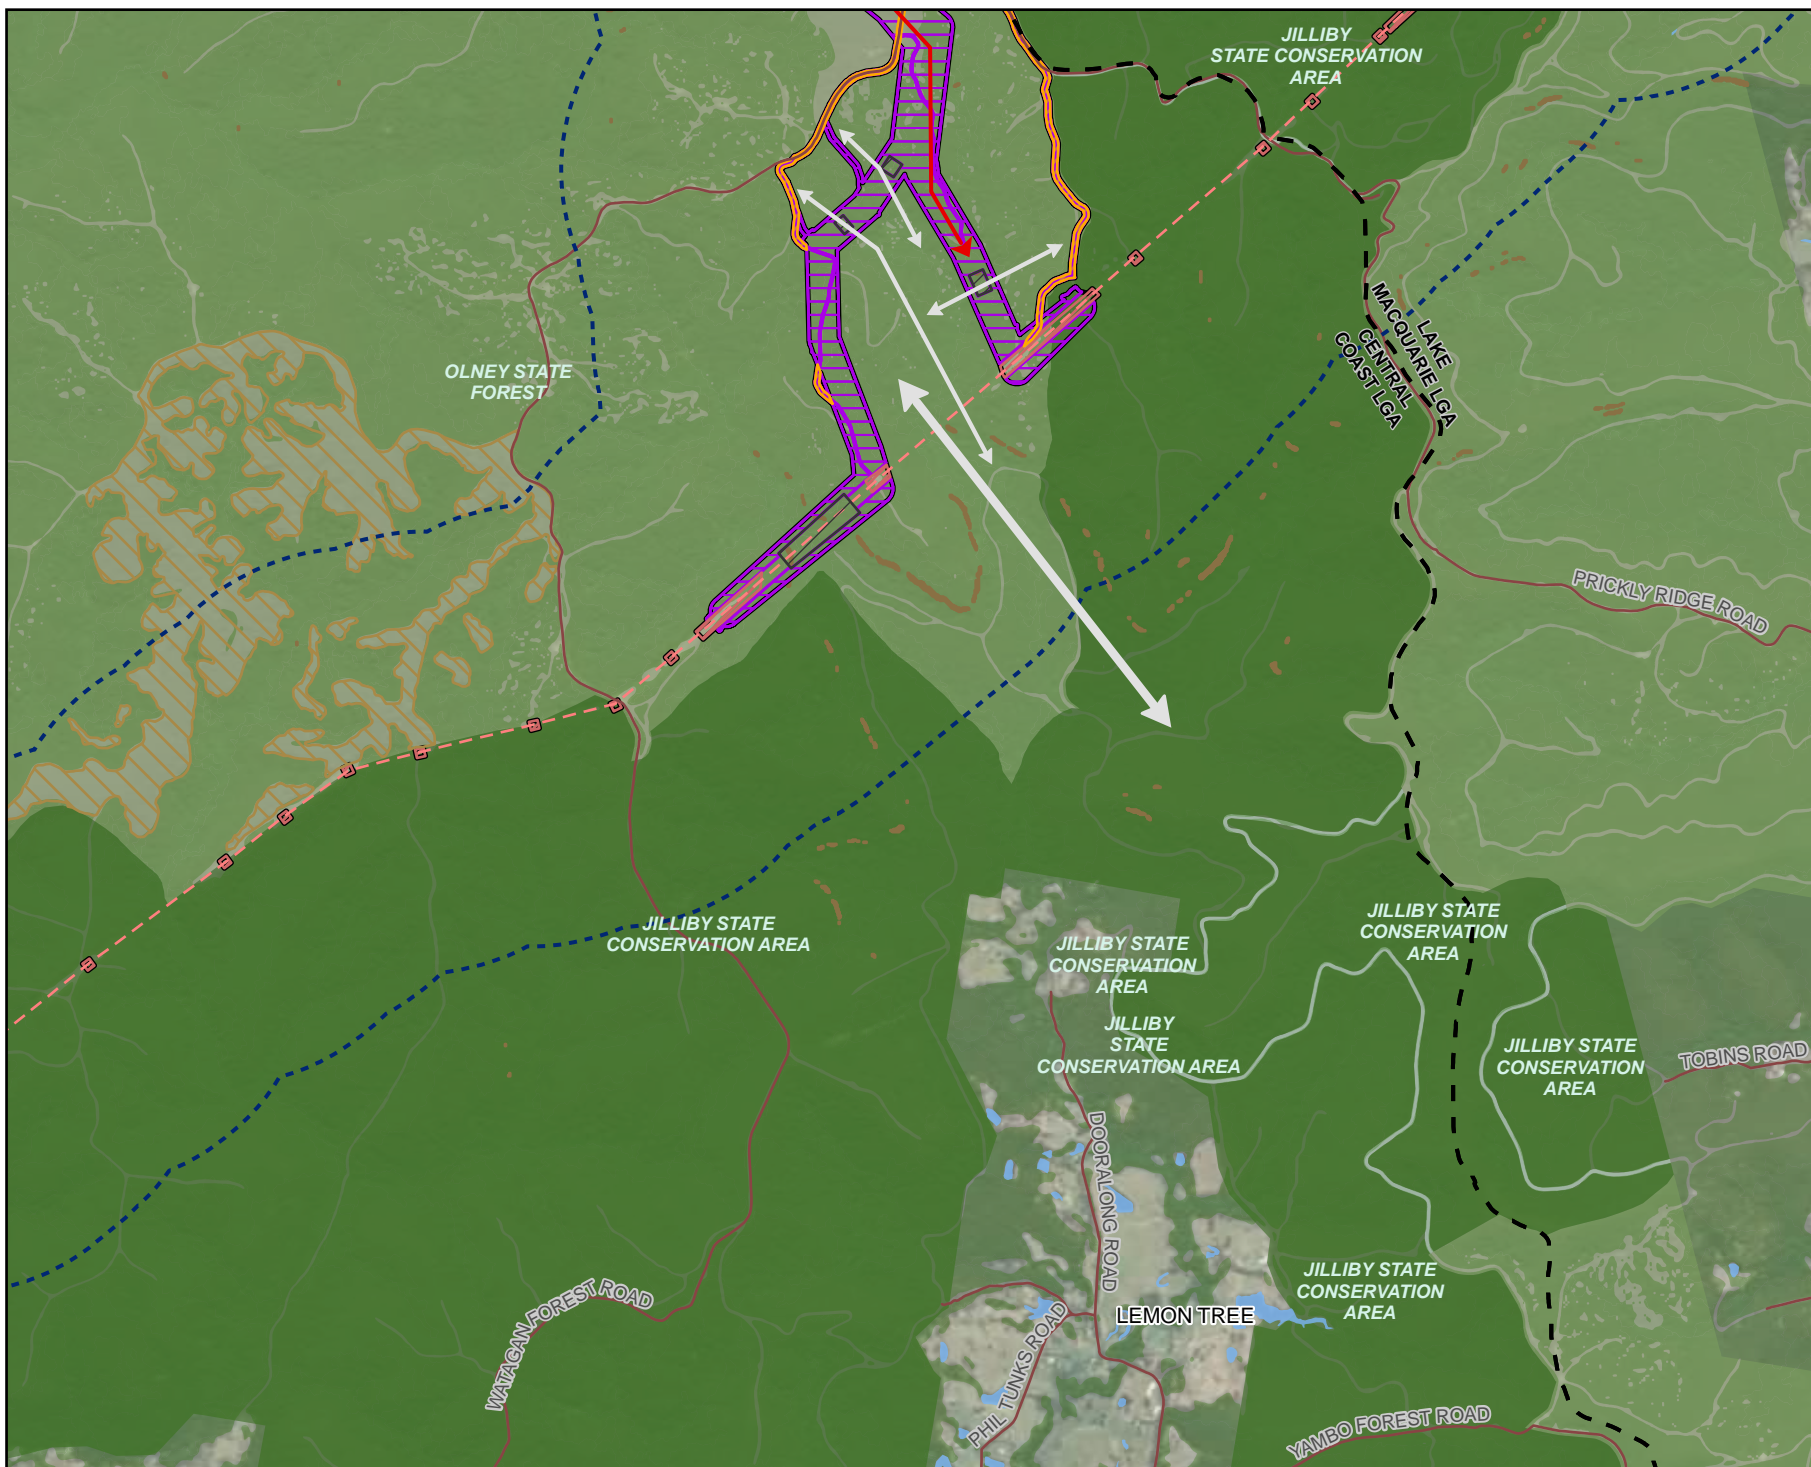 JILLIBY
STATE CONSERVATION
AREA
LAKE
MACQUARIE LGA
CENTRAL
COAST LGA
OLNEY STATE
FOREST
PRICKLY RIDGE ROAD
JILLIBY STATE
CONSERVATION AREA
JILLIBY STATE
CONSERVATION
AREA
JILLIBY STATE
CONSERVATION
AREA
JILLIBY
STATE
CONSERVATION AREA
JILLIBY STATE
CONSERVATION
AREA
TOBINS ROAD
DOORALONG ROAD
JILLIBY STATE
CONSERVATION
AREA
WATAGAN FOREST ROAD
LEMON TREE
PHIL TUNKS ROAD
YAMBO FOREST ROAD